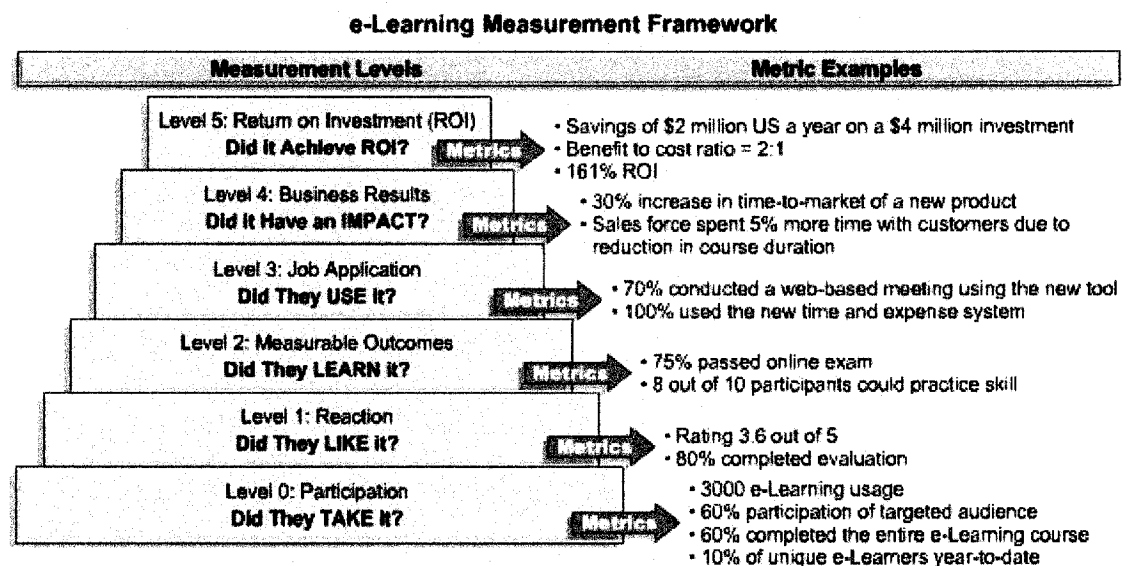 e-Learning Measurement Framework
Measurement Levels
Metric Examples
Level 5: Return on Investment (ROI)
Did it Achieve ROI?
Metrics
• Savings of $2 million US a year on a $4 million investment
• Benefit to cost ratio = 2:1
• 161% ROI
Level 4: Business Results
Did it Have an IMPACT?
Metrics
• 30% increase in time-to-market of a new product
• Sales force spent 5% more time with customers due to
reduction in course duration
Level 3: Job Application
Did They USE it?
Metrics
• 70% conducted a web-based meeting using the new tool
• 100% used the new time and expense system
Level 2: Measurable Outcomes
Did They LEARN it?
Metrics
• 75% passed online exam
• 8 out of 10 participants could practice skill
Level 1: Reaction
Did They LIKE it?
Metrics
• Rating 3.6 out of 5
• 80% completed evaluation
Level 0: Participation
Did They TAKE it?
Metrics
• 3000 e-Learning usage
• 60% participation of targeted audience
• 60% completed the entire e-Learning course
• 10% of unique e-Learners year-to-date